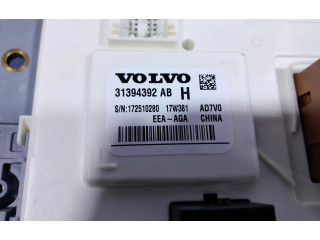 VOLVO
31394392 AB H
S/N:172510280 17W381 AD7V0
EEA-AGA CHINA